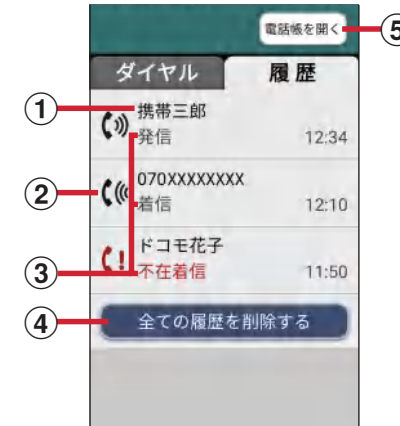 電話帳を開く
⑤
ダイヤル 履歴
① 携帯三郎
発信 12:34
② 070XXXXXXXX
着信 12:10
ドコモ花子
③ 不在着信 11:50
④ 全ての履歴を削除する